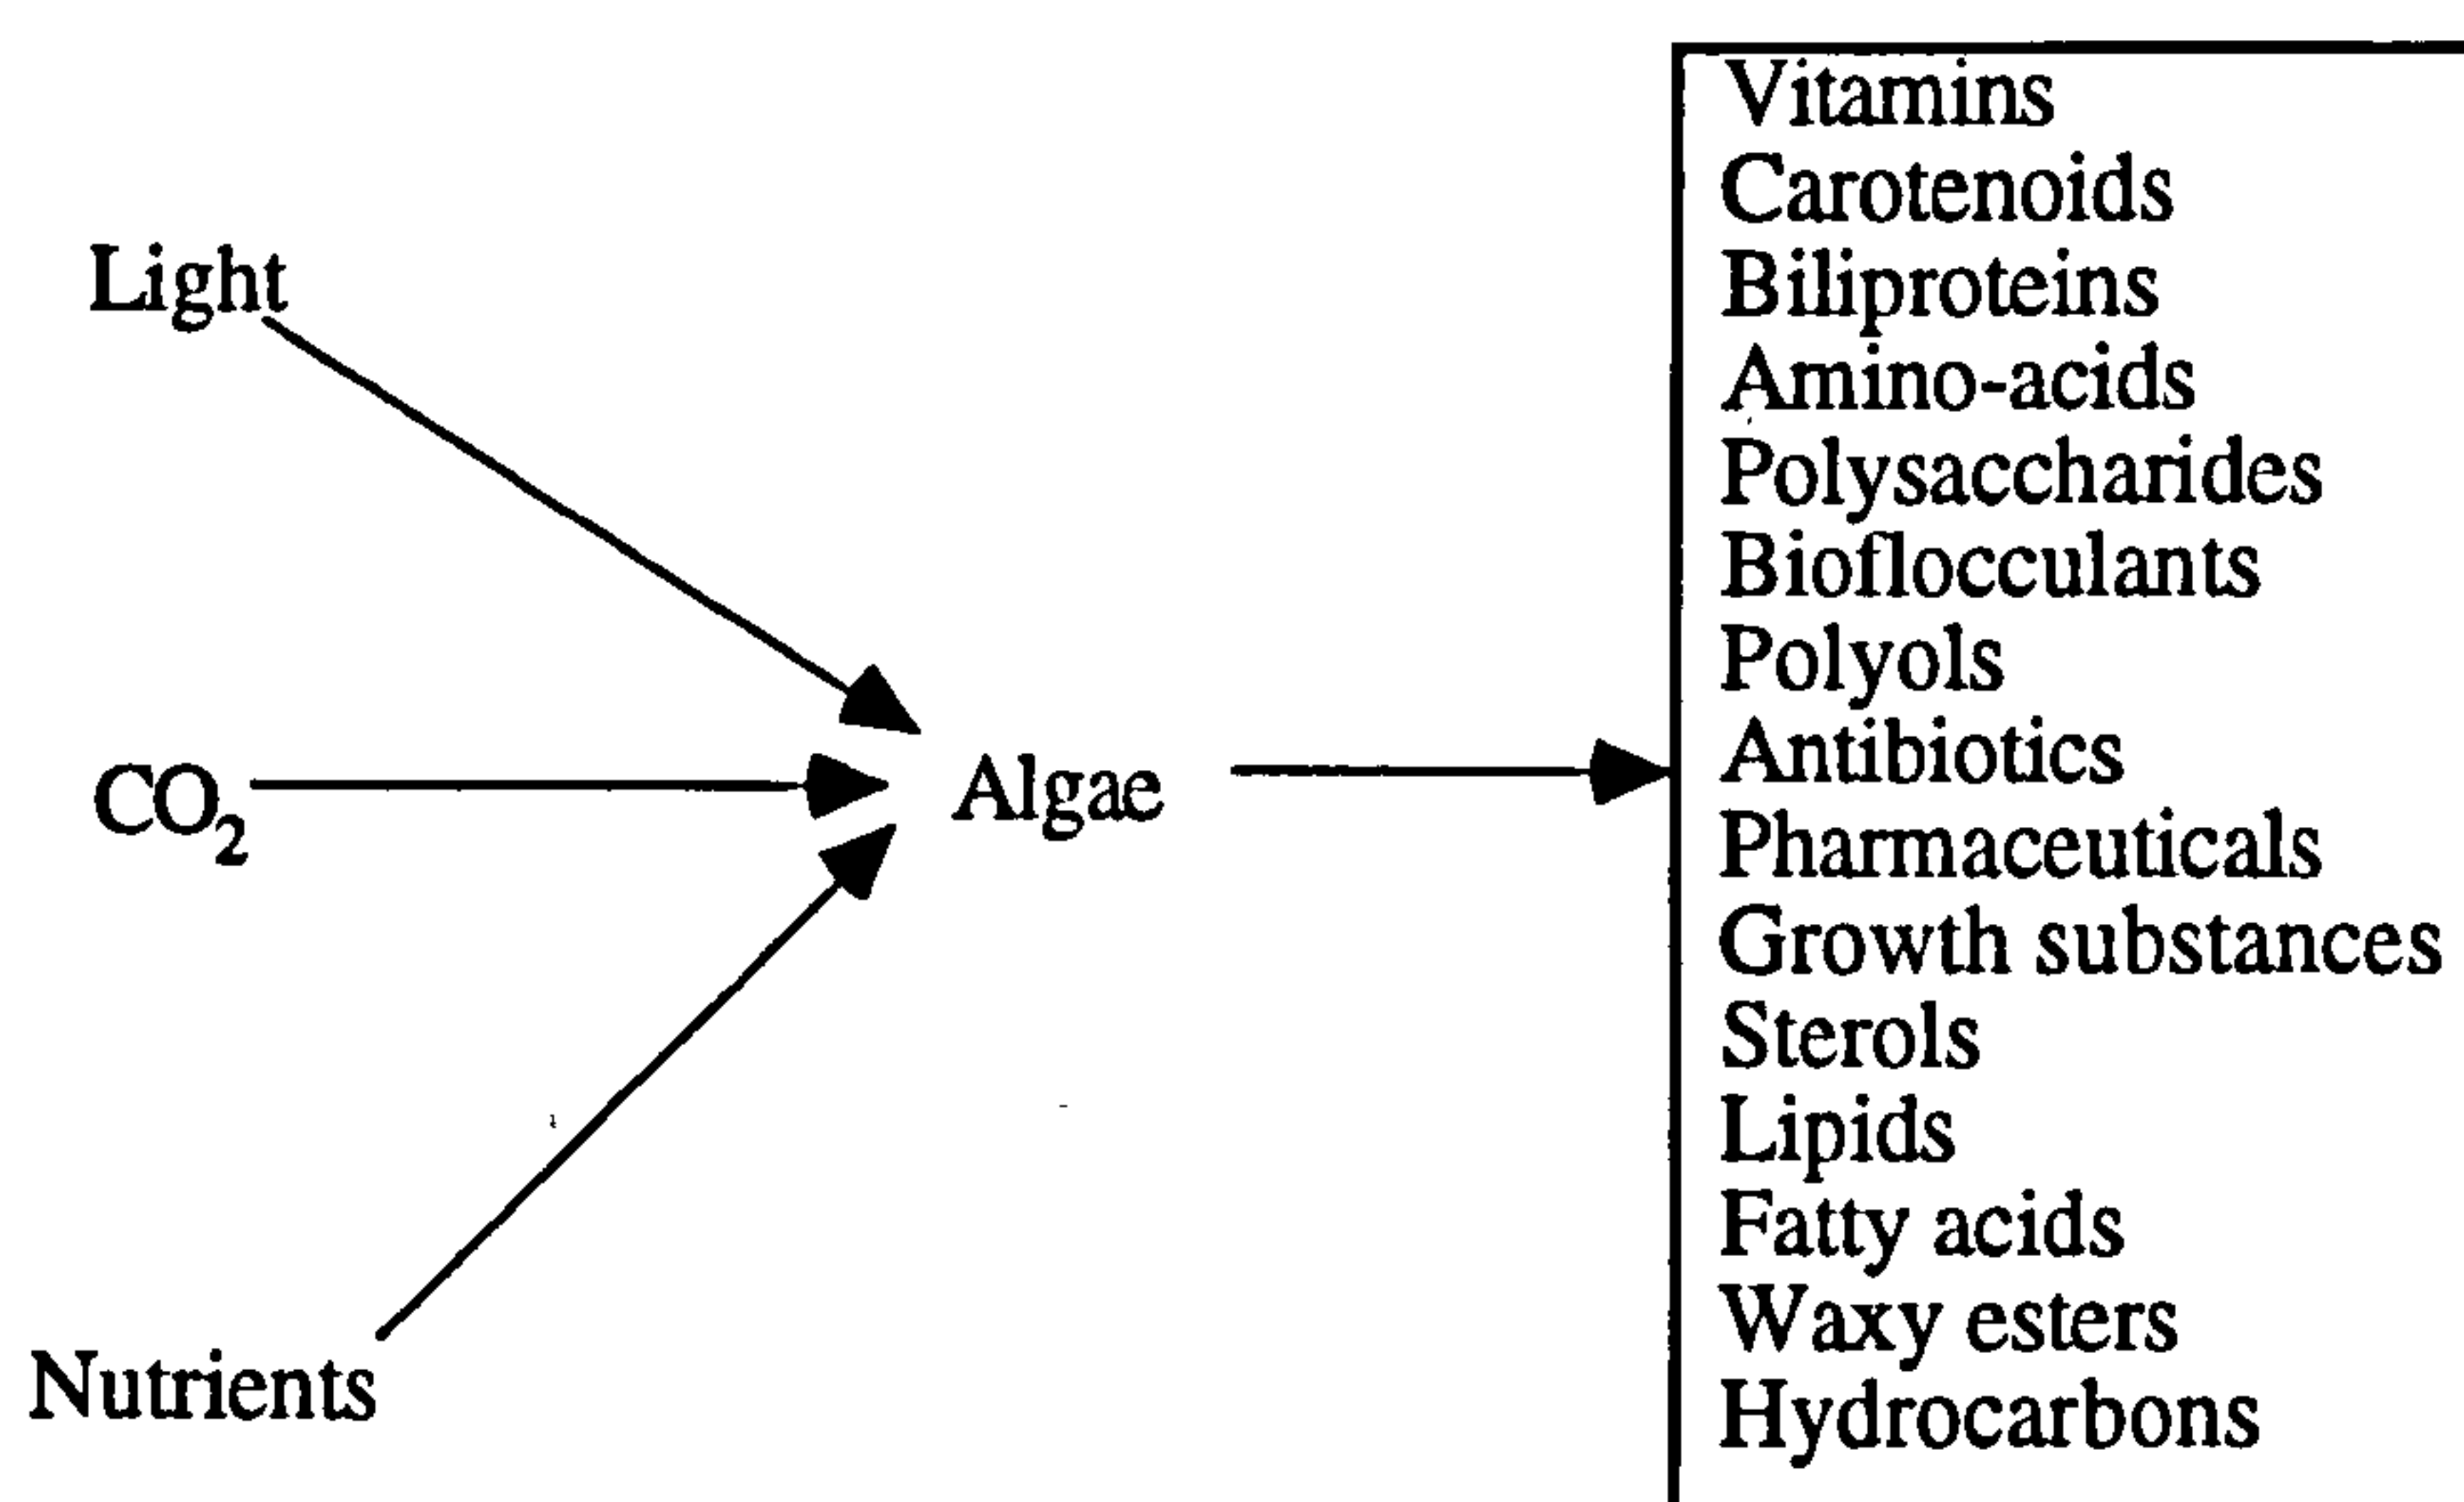 Light
CO₂
Nutrients
Algae
Vitamins
Carotenoids
Biliproteins
Amino-acids
Polysaccharides
Bioflocculants
Polyols
Antibiotics
Pharmaceuticals
Growth substances
Sterols
Lipids
Fatty acids
Waxy esters
Hydrocarbons